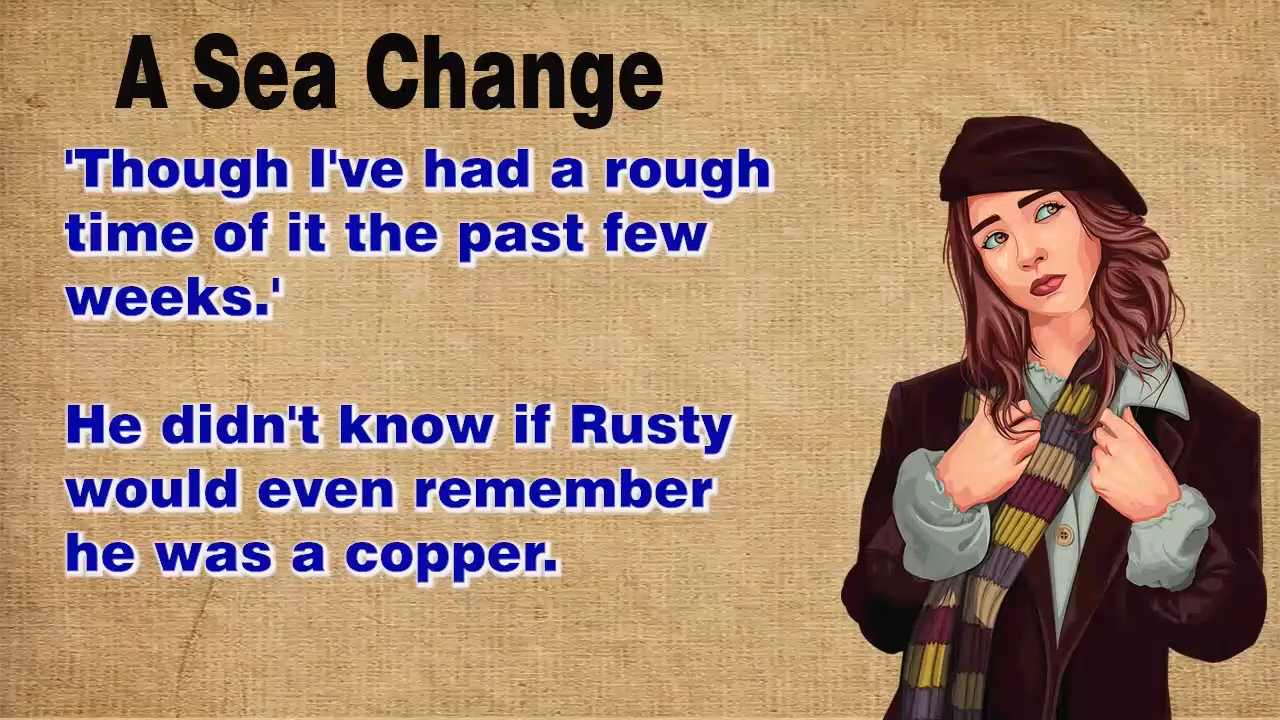 A Sea Change
'Though I've had a rough
time of it the past few
weeks.'
He didn't know if Rusty
would even remember
he was a copper.